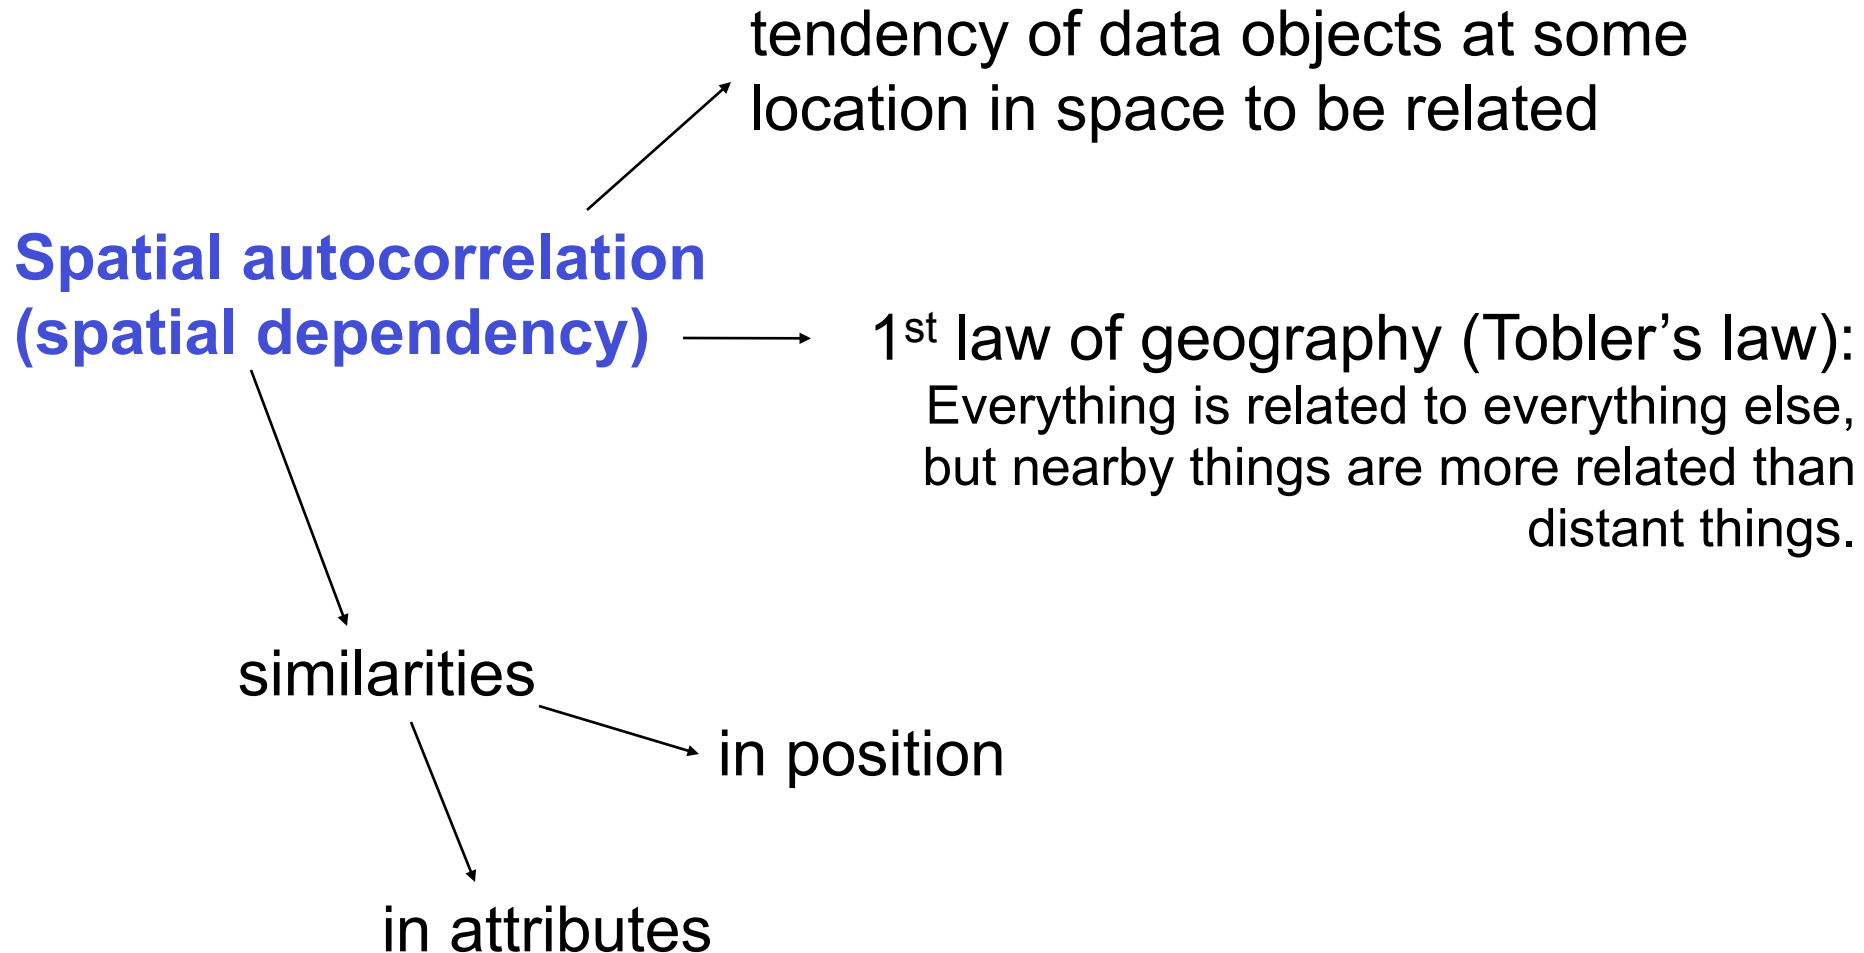 tendency of data objects at some
location in space to be related
Spatial autocorrelation
(spatial dependency)
1st law of geography (Tobler’s law):
Everything is related to everything else,
but nearby things are more related than
distant things.
similarities
in position
in attributes